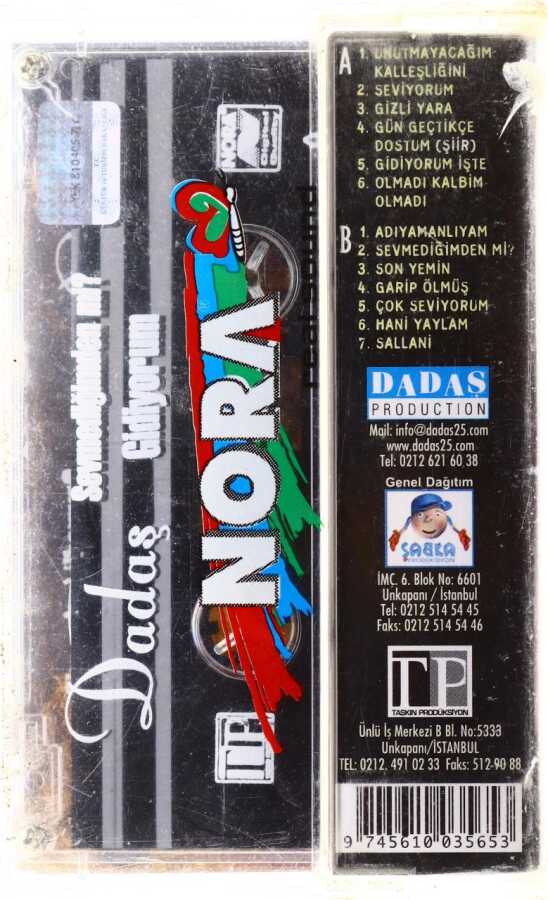 NORA
Sevmediğimden mi?
Gidiyorum
Dadaş
NORA
TP
A
1. UNUTMAYACAĞIM
KALLEŞLİĞİNİ
2. SEVİYORUM
3. GİZLİ YARA
4. GÜN GEÇTİKÇE
DOSTUM (ŞİİR)
5. GİDİYORUM İŞTE
6. OLMADI KALBİM
OLMADI
B
1. ADIYAMANLIYAM
2. SEVMEDİĞİMDEN Mİ?
3. SON YEMİN
4. GARİP ÖLMÜŞ
5. ÇOK SEVİYORUM
6. HANİ YAYLAM
7. SALLANİ
DADAŞ
PRODUCTION
Mail: info@dadas25.com
www.dadas25.com
Tel: 0212 621 60 38
Genel Dağıtım
ŞABKA
İMÇ. 6. Blok No: 6601
Unkapanı / İstanbul
Tel: 0212 514 54 45
Faks: 0212 514 54 46
TP
TAŞKIN PRODÜKSİYON
Ünlü İş Merkezi B Bl. No:5333
Unkapanı/İSTANBUL
TEL: 0212. 491 02 33 Faks: 512 90 88
9 745610 035653